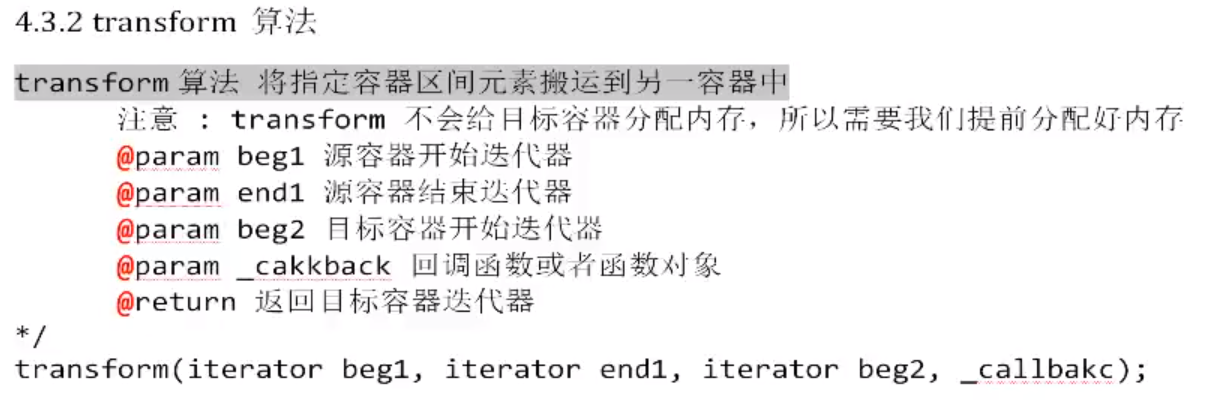 4.3.2 transform 算法
transform 算法 将指定容器区间元素搬运到另一容器中
注意 : transform 不会给目标容器分配内存，所以需要我们提前分配好内存
@param beg1 源容器开始迭代器
@param end1 源容器结束迭代器
@param beg2 目标容器开始迭代器
@param _cakkback 回调函数或者函数对象
@return 返回目标容器迭代器
*/
transform(iterator beg1, iterator end1, iterator beg2, _callbakc);